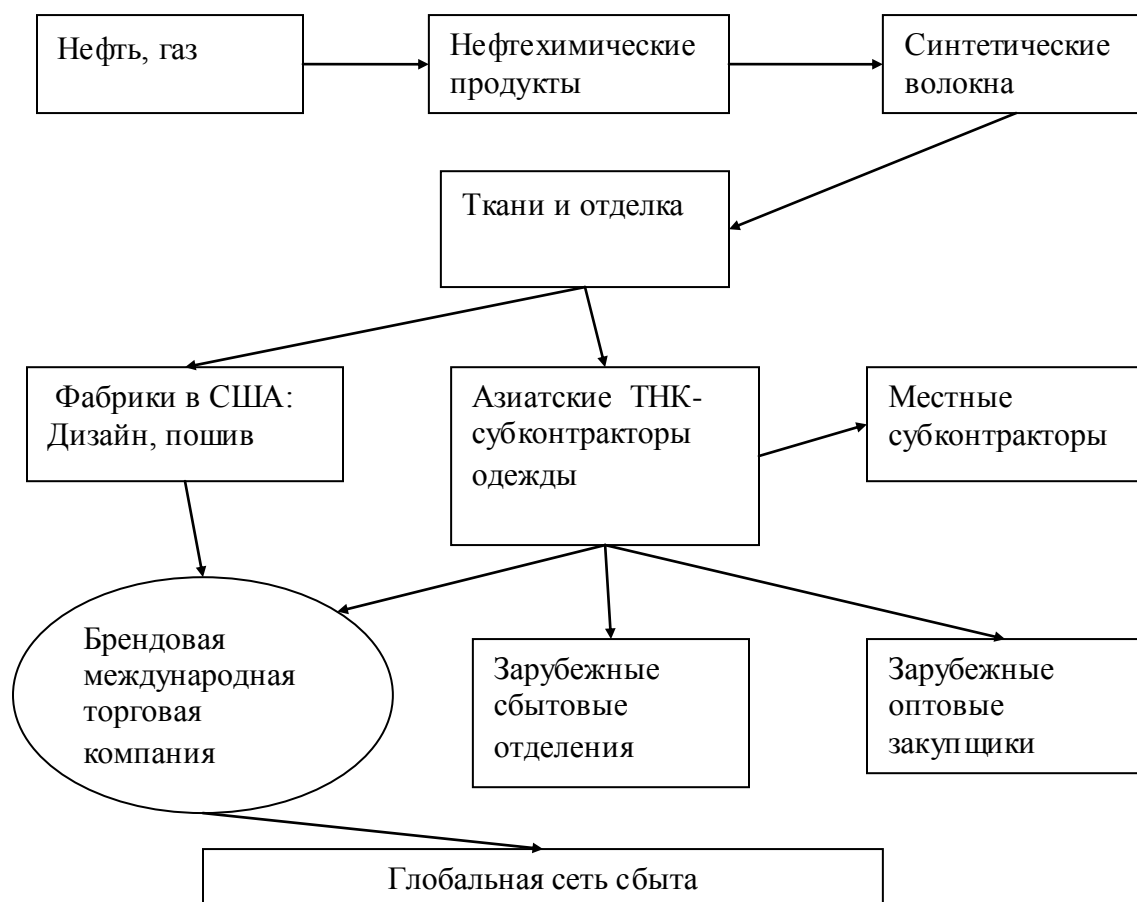 Нефть, газ
Нефтехимические
продукты
Синтетические
волокна
Ткани и отделка
Фабрики в США:
Дизайн, пошив
Азиатские ТНК-
субконтракторы
одежды
Местные
субконтракторы
Брендовая
международная
торговая
компания
Зарубежные
сбытовые
отделения
Зарубежные
оптовые
закупщики
Глобальная сеть сбыта